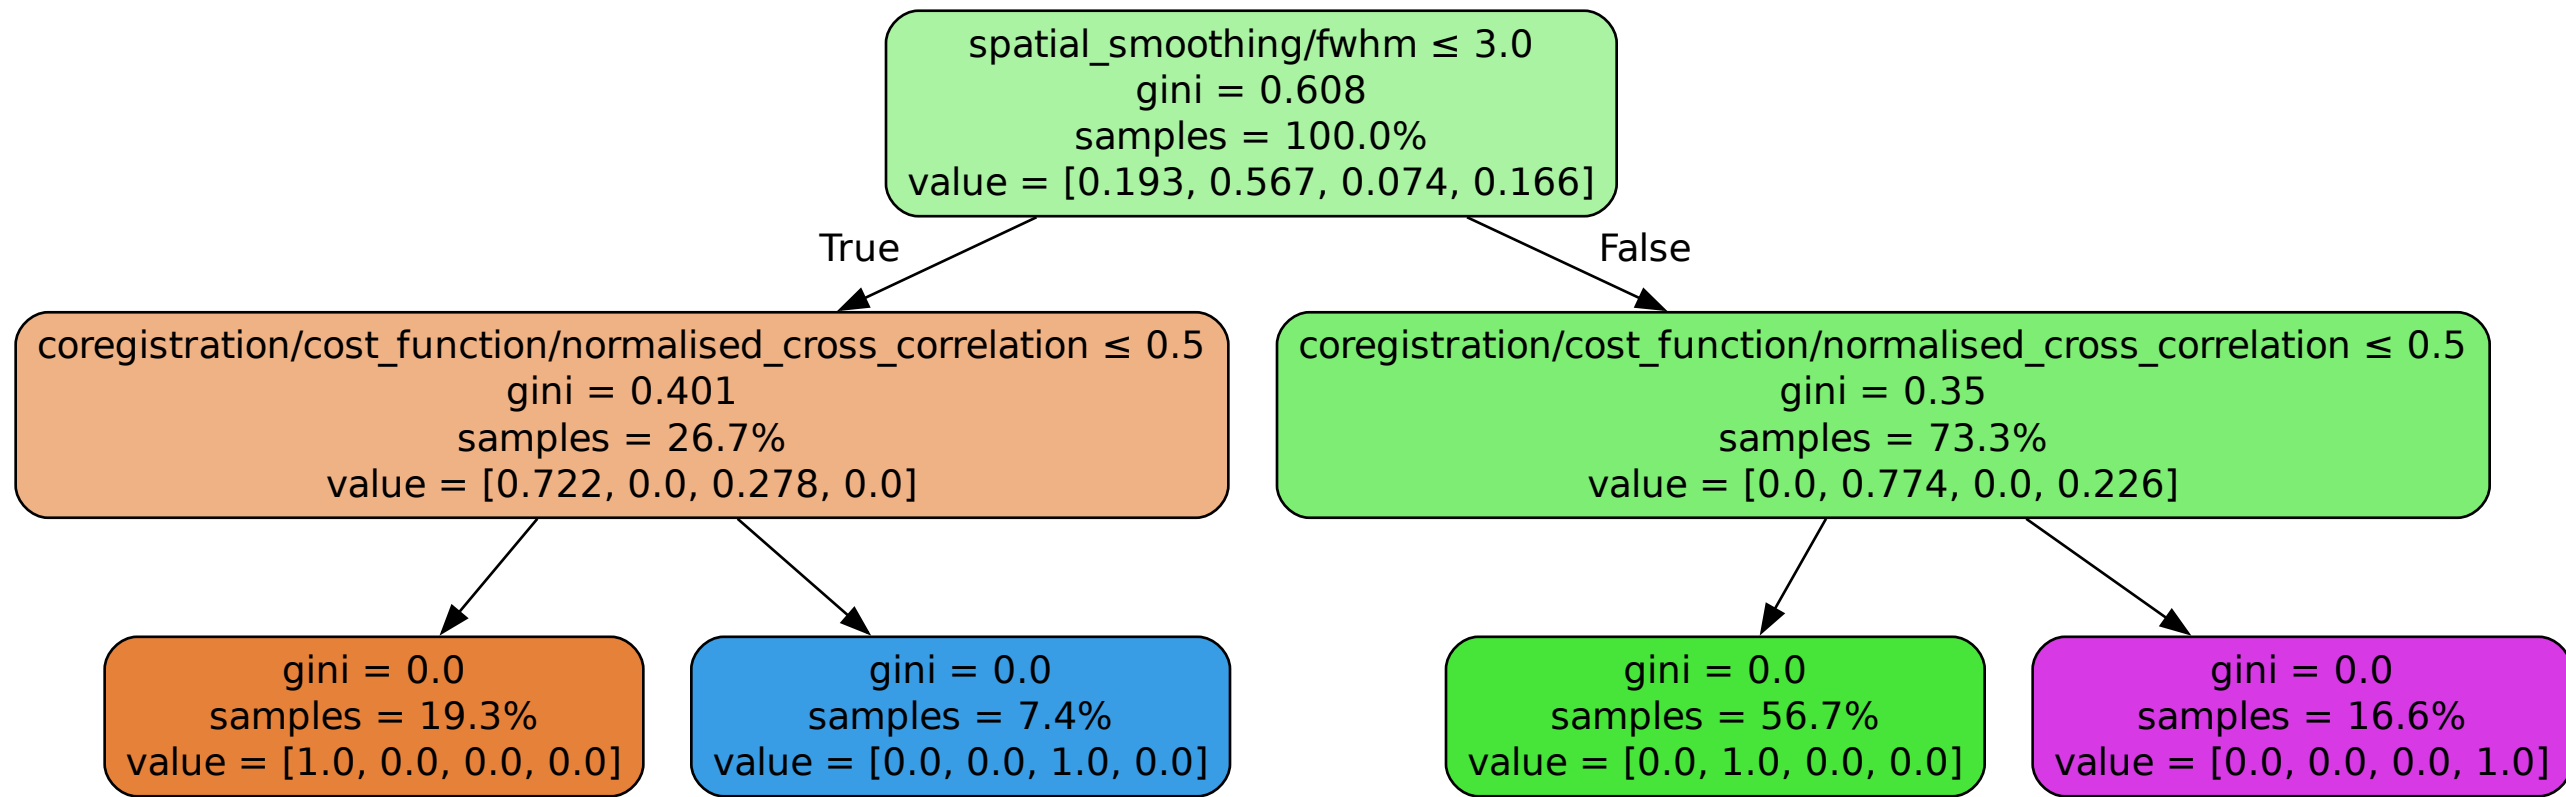 spatial_smoothing/fwhm ≤ 3.0
gini = 0.608
samples = 100.0%
value = [0.193, 0.567, 0.074, 0.166]
True
False
coregistration/cost_function/normalised_cross_correlation ≤ 0.5
gini = 0.401
samples = 26.7%
value = [0.722, 0.0, 0.278, 0.0]
coregistration/cost_function/normalised_cross_correlation ≤ 0.5
gini = 0.35
samples = 73.3%
value = [0.0, 0.774, 0.0, 0.226]
gini = 0.0
samples = 19.3%
value = [1.0, 0.0, 0.0, 0.0]
gini = 0.0
samples = 7.4%
value = [0.0, 0.0, 1.0, 0.0]
gini = 0.0
samples = 56.7%
value = [0.0, 1.0, 0.0, 0.0]
gini = 0.0
samples = 16.6%
value = [0.0, 0.0, 0.0, 1.0]